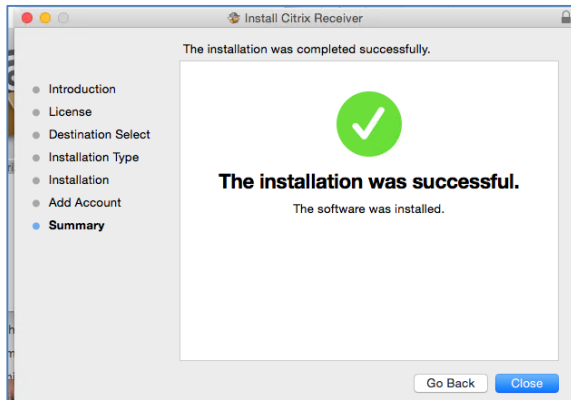 Install Citrix Receiver
The installation was completed successfully.
Introduction
License
Destination Select
Installation Type
Installation
Add Account
Summary
The installation was successful.
The software was installed.
Go Back
Close